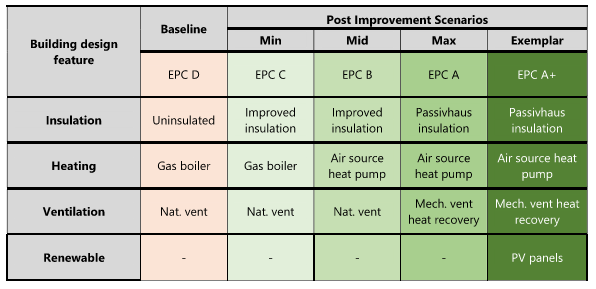 Building design feature
Baseline
Post Improvement Scenarios
Min
Mid
Max
Exemplar
EPC D
EPC C
EPC B
EPC A
EPC A+
Insulation
Uninsulated
Improved
insulation
Improved
insulation
Passivhaus
insulation
Passivhaus
insulation
Heating
Gas boiler
Gas boiler
Air source
heat pump
Air source
heat pump
Air source heat
pump
Ventilation
Nat. vent
Nat. vent
Nat. vent
Mech. vent
heat recovery
Mech. vent heat
recovery
Renewable
-
-
-
-
PV panels